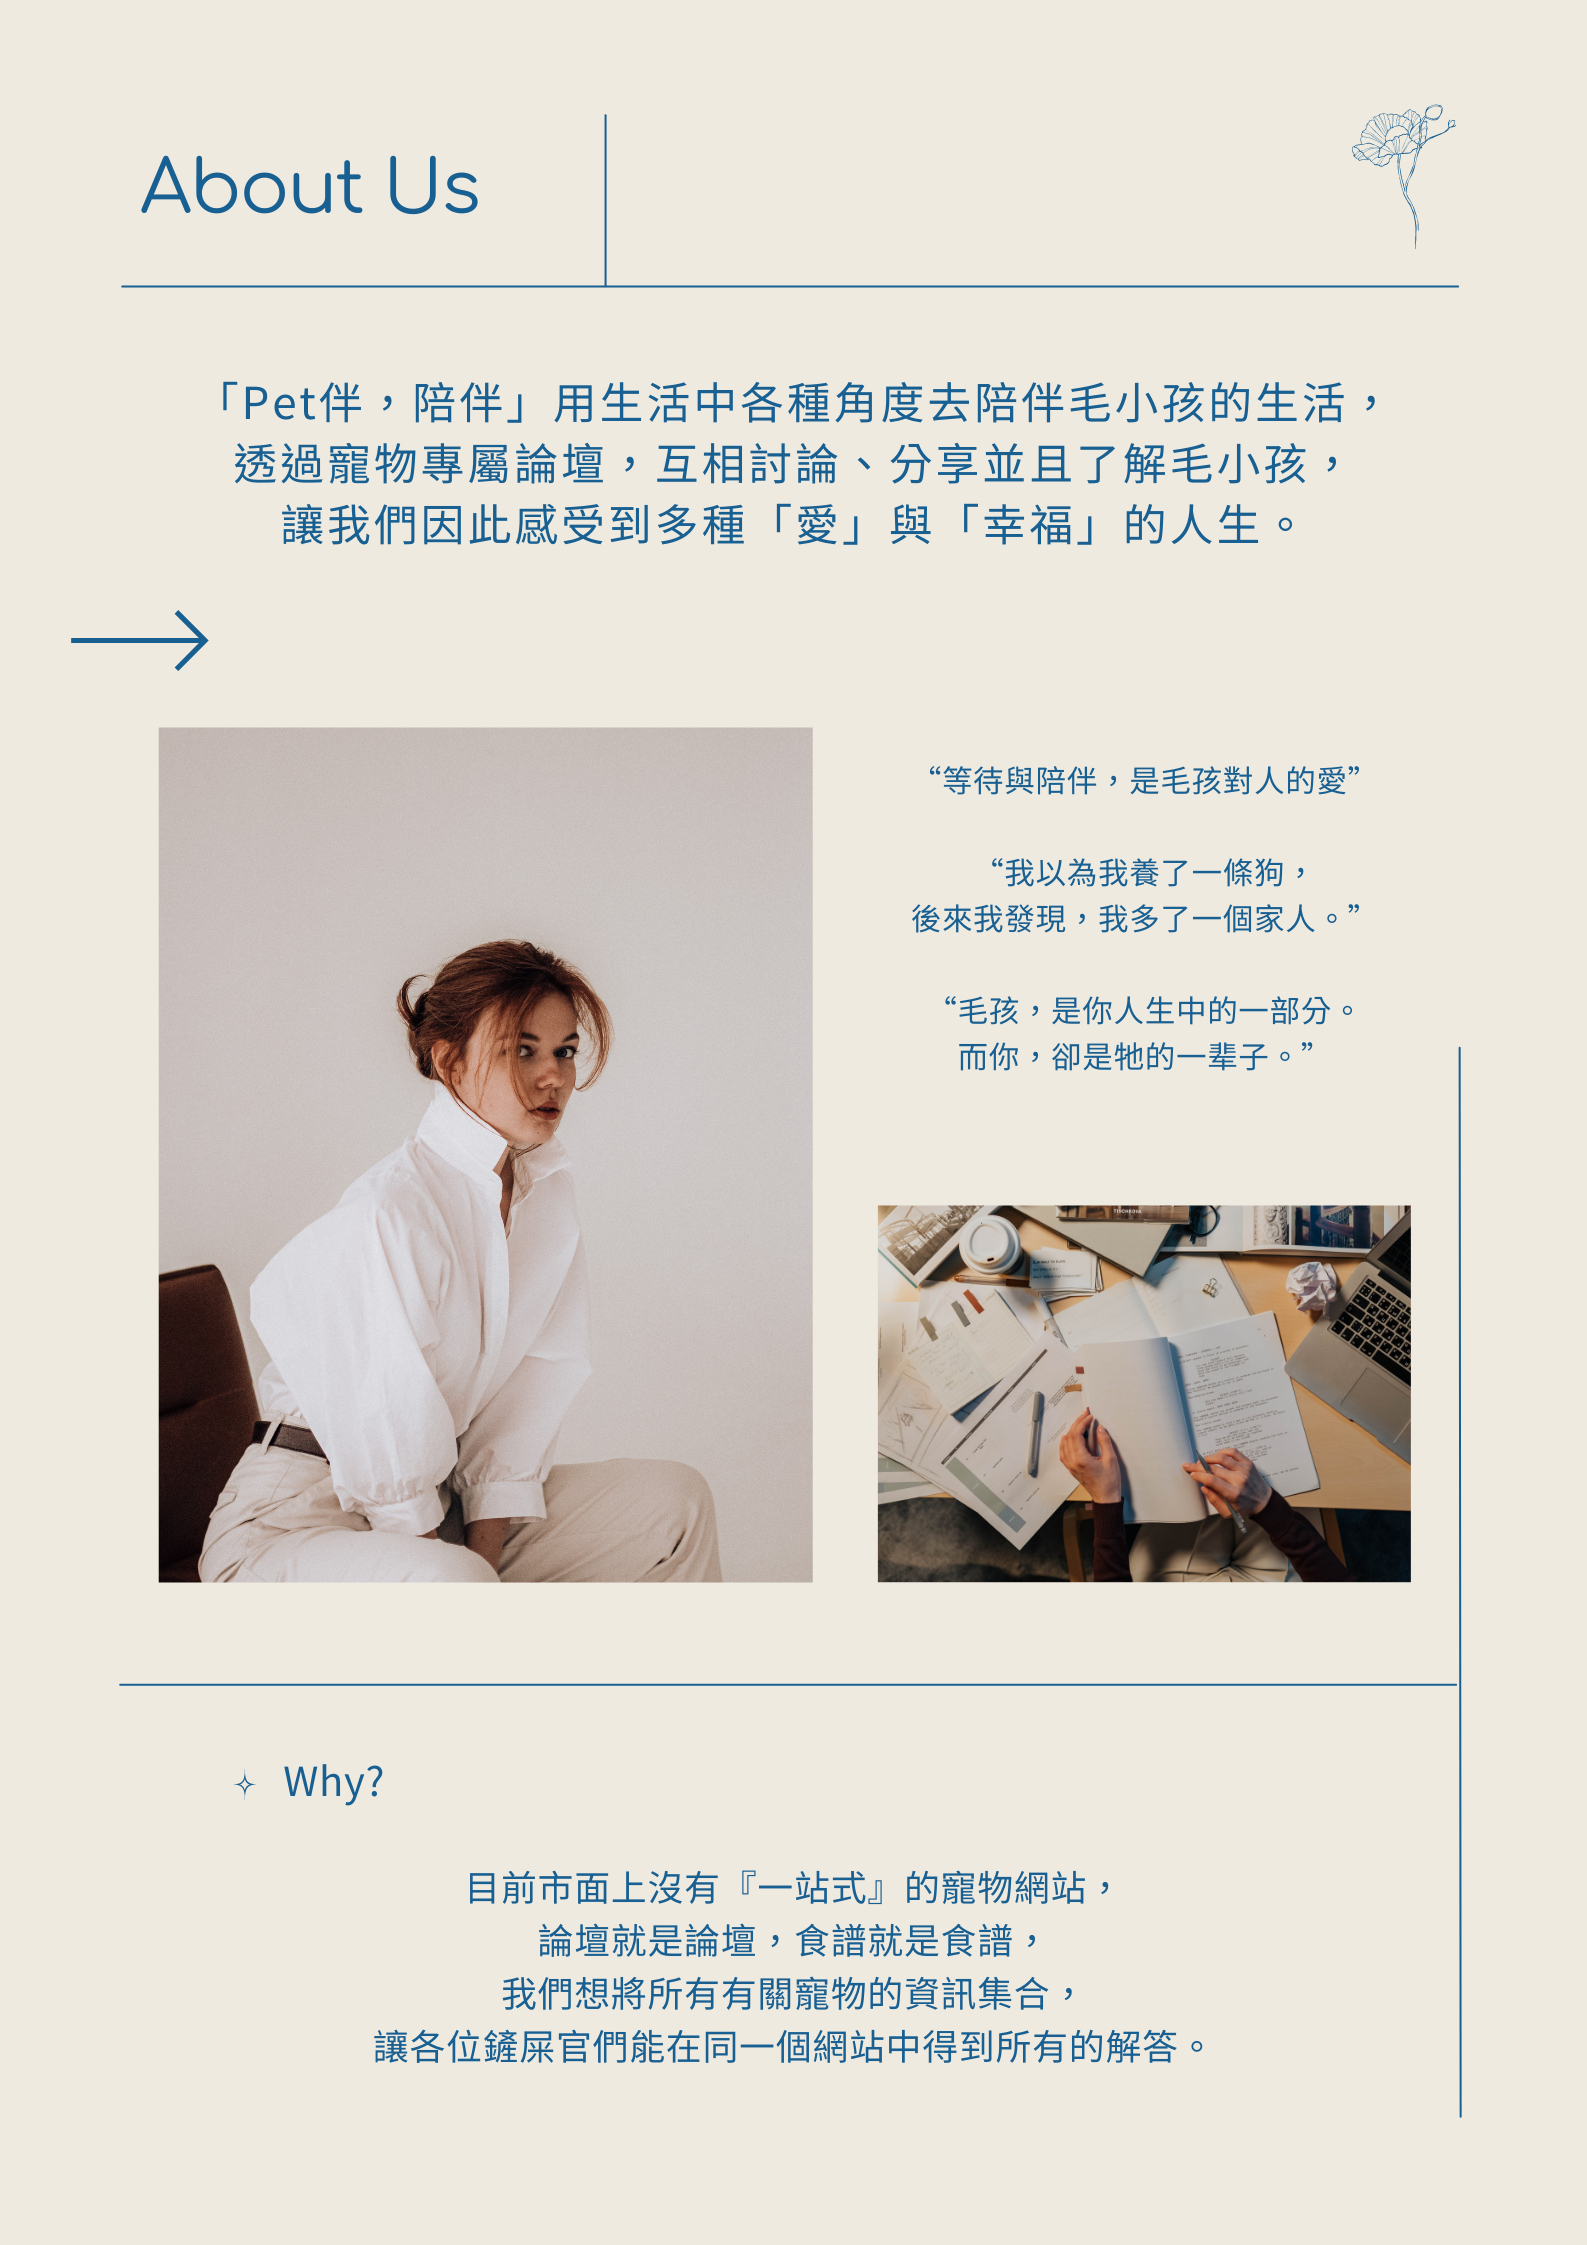 About Us
「Pet伴，陪伴」用生活中各種角度去陪伴毛小孩的生活，
透過寵物專屬論壇，互相討論、分享並且了解毛小孩，
讓我們因此感受到多種「愛」與「幸福」的人生。
“等待與陪伴，是毛孩對人的愛”
“我以為我養了一條狗，
後來我發現，我多了一個家人。”
“毛孩，是你人生中的一部分。
而你，卻是牠的一輩子。”
Why?
目前市面上沒有『一站式』的寵物網站，
論壇就是論壇，食譜就是食譜，
我們想將所有有關寵物的資訊集合，
讓各位鏟屎官們能在同一個網站中得到所有的解答。